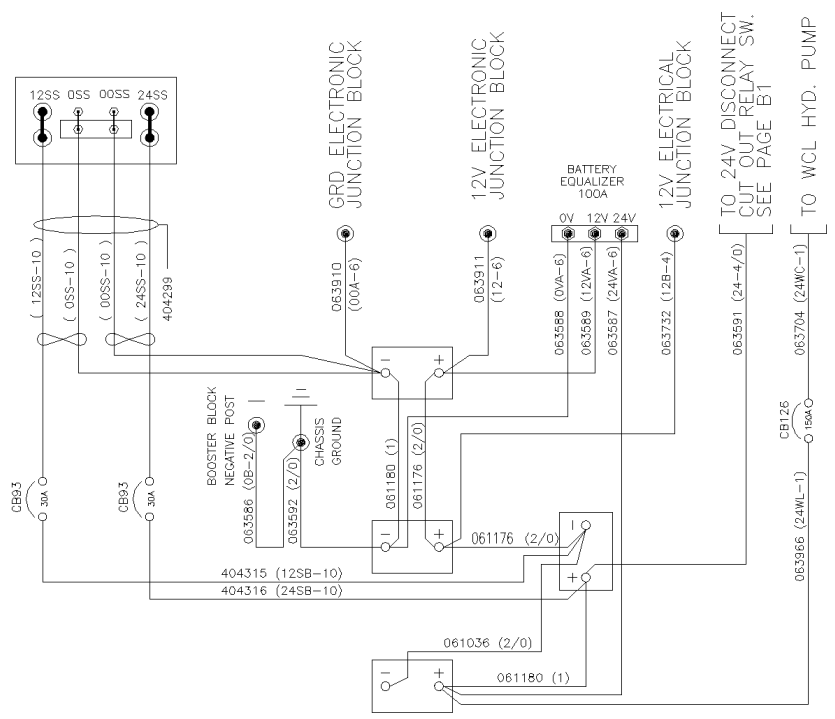 12SS 0SS 00SS 24SS
GRD ELECTRONIC
JUNCTION BLOCK
12V ELECTRONIC
JUNCTION BLOCK
BATTERY
EQUALIZER
100A
0V 12V 24V
12V ELECTRICAL
JUNCTION BLOCK
TO 24V DISCONNECT
CUT OUT RELAY SW.
SEE PAGE B1
TO WCL HYD. PUMP
( 12SS-10 )
( 0SS-10 )
( 00SS-10 )
( 24SS-10 )
404299
063910
(00A-6)
063911
(12-6)
063588 (0VA-6)
063589 (12VA-6)
063587 (24VA-6)
063732 (12B-4)
063591 (24-4/0)
063704 (24WC-1)
- +
BOOSTER BLOCK
NEGATIVE POST
CHASSIS
GROUND
063586 (0B-2/0)
063592 (2/0)
061180 (1)
061176 (2/0)
CB126
150A
063966 (24WL-1)
CB93
30A
CB93
30A
- +
061176 (2/0)
-
+
404315 (12SB-10)
404316 (24SB-10)
061036 (2/0)
061180 (1)
- +